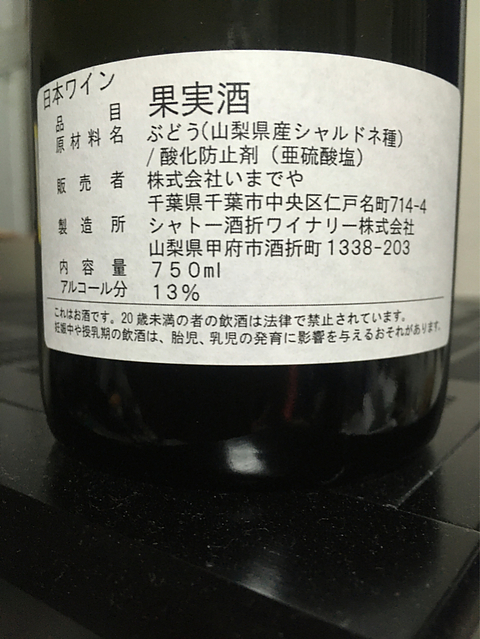 日本ワイン
品目 果実酒
原材料名 ぶどう(山梨県産シャルドネ種)
/ 酸化防止剤（亜硫酸塩）
販売者 株式会社いまでや
千葉県千葉市中央区仁戸名町714-4
製造所 シャトー酒折ワイナリー株式会社
山梨県甲府市酒折町1338-203
内容量 750ml
アルコール分 13%
これはお酒です。20歳未満の者の飲酒は法律で禁止されています。
妊娠中や授乳期の飲酒は、胎児、乳児の発育に影響を与えるおそれがあります。